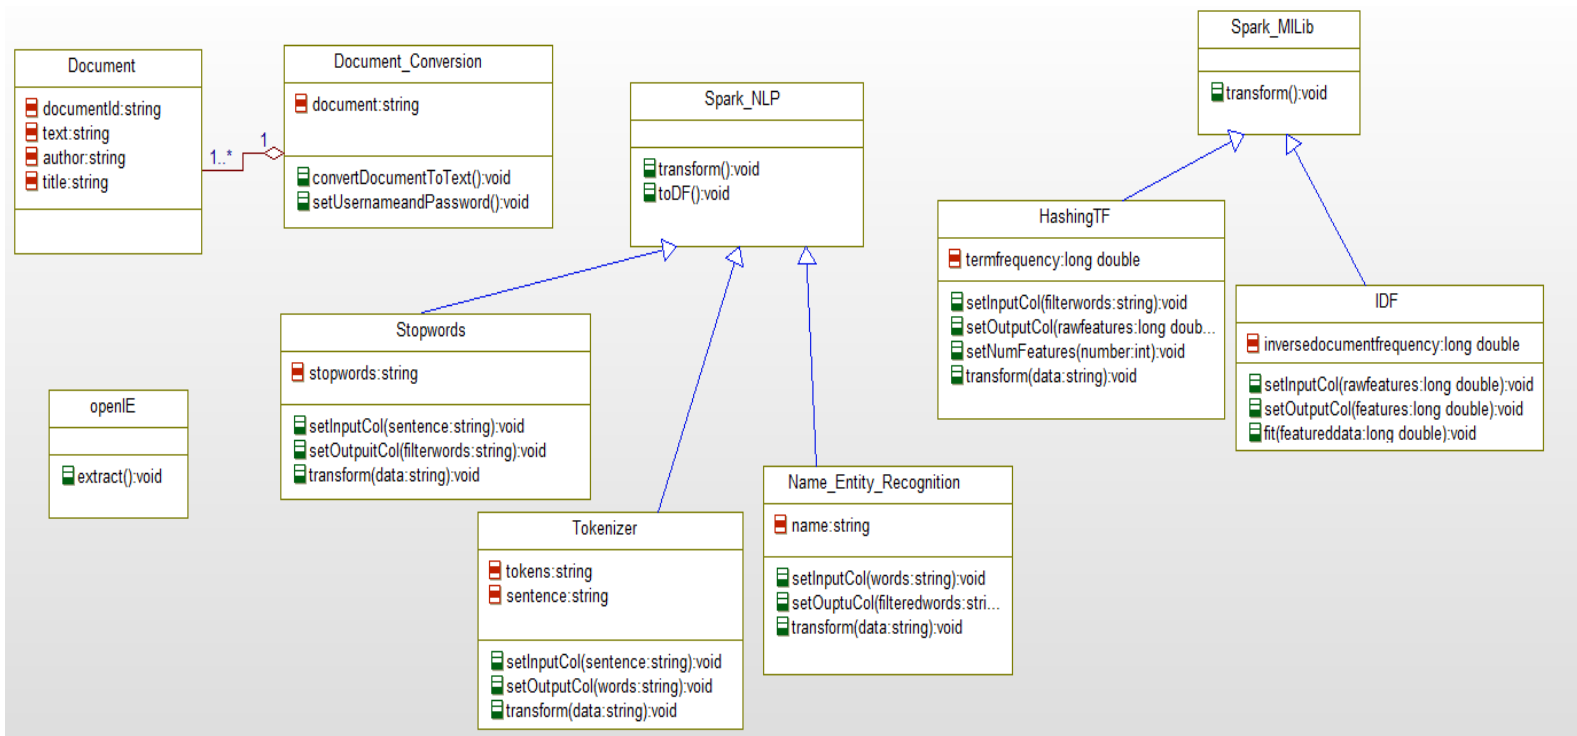 Document
documentId:string
text:string
author:string
title:string
1..*
1
Document_Conversion
document:string
convertDocumentToText():void
setUsernameandPassword():void
Spark_NLP
transform():void
toDF():void
Spark_MlLib
transform():void
HashingTF
termfrequency:long double
setInputCol(filterwords:string):void
setOutputCol(rawfeatures:long doub...
setNumFeatures(number:int):void
transform(data:string):void
IDF
inversedocumentfrequency:long double
setInputCol(rawfeatures:long double):void
setOutputCol(features:long double):void
fit(featureddata:long double):void
Stopwords
stopwords:string
setInputCol(sentence:string):void
setOutpuitCol(filterwords:string):void
transform(data:string):void
openIE
extract():void
Tokenizer
tokens:string
sentence:string
setInputCol(sentence:string):void
setOutputCol(words:string):void
transform(data:string):void
Name_Entity_Recognition
name:string
setInputCol(words:string):void
setOuptuCol(filteredwords:stri...
transform(data:string):void